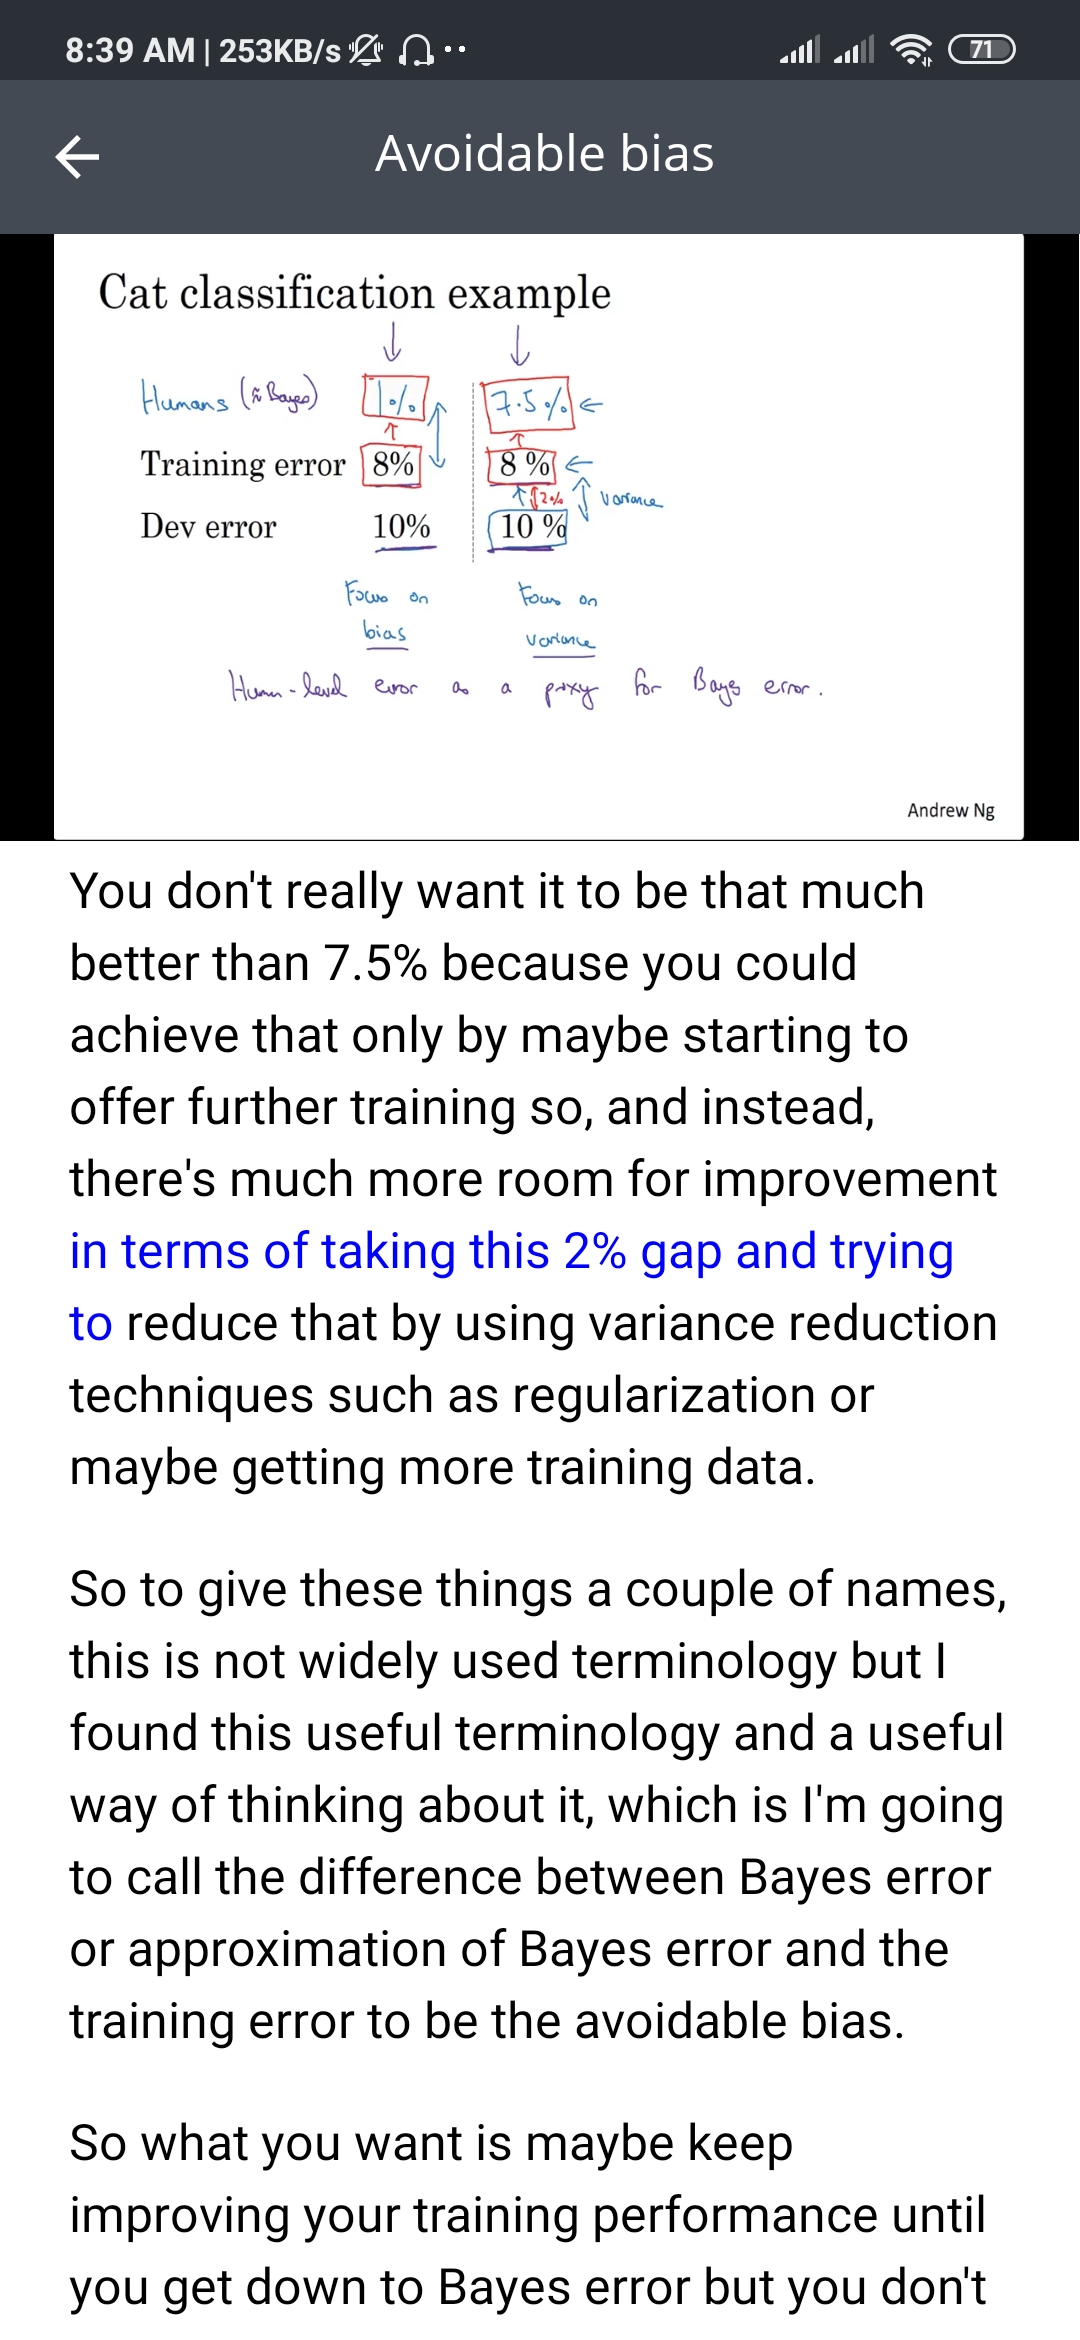 8:39 AM | 253KB/s
71
Avoidable bias
Cat classification example
Humans (≈ Bayes) 1% 7.5%
Training error 8% 8 %
2% Variance
Dev error 10% 10 %
Focus on Focus on
bias variance
Human-level error as a proxy for Bayes error.
Andrew Ng
You don't really want it to be that much
better than 7.5% because you could
achieve that only by maybe starting to
offer further training so, and instead,
there's much more room for improvement
in terms of taking this 2% gap and trying
to reduce that by using variance reduction
techniques such as regularization or
maybe getting more training data.
So to give these things a couple of names,
this is not widely used terminology but I
found this useful terminology and a useful
way of thinking about it, which is I'm going
to call the difference between Bayes error
or approximation of Bayes error and the
training error to be the avoidable bias.
So what you want is maybe keep
improving your training performance until
you get down to Bayes error but you don't